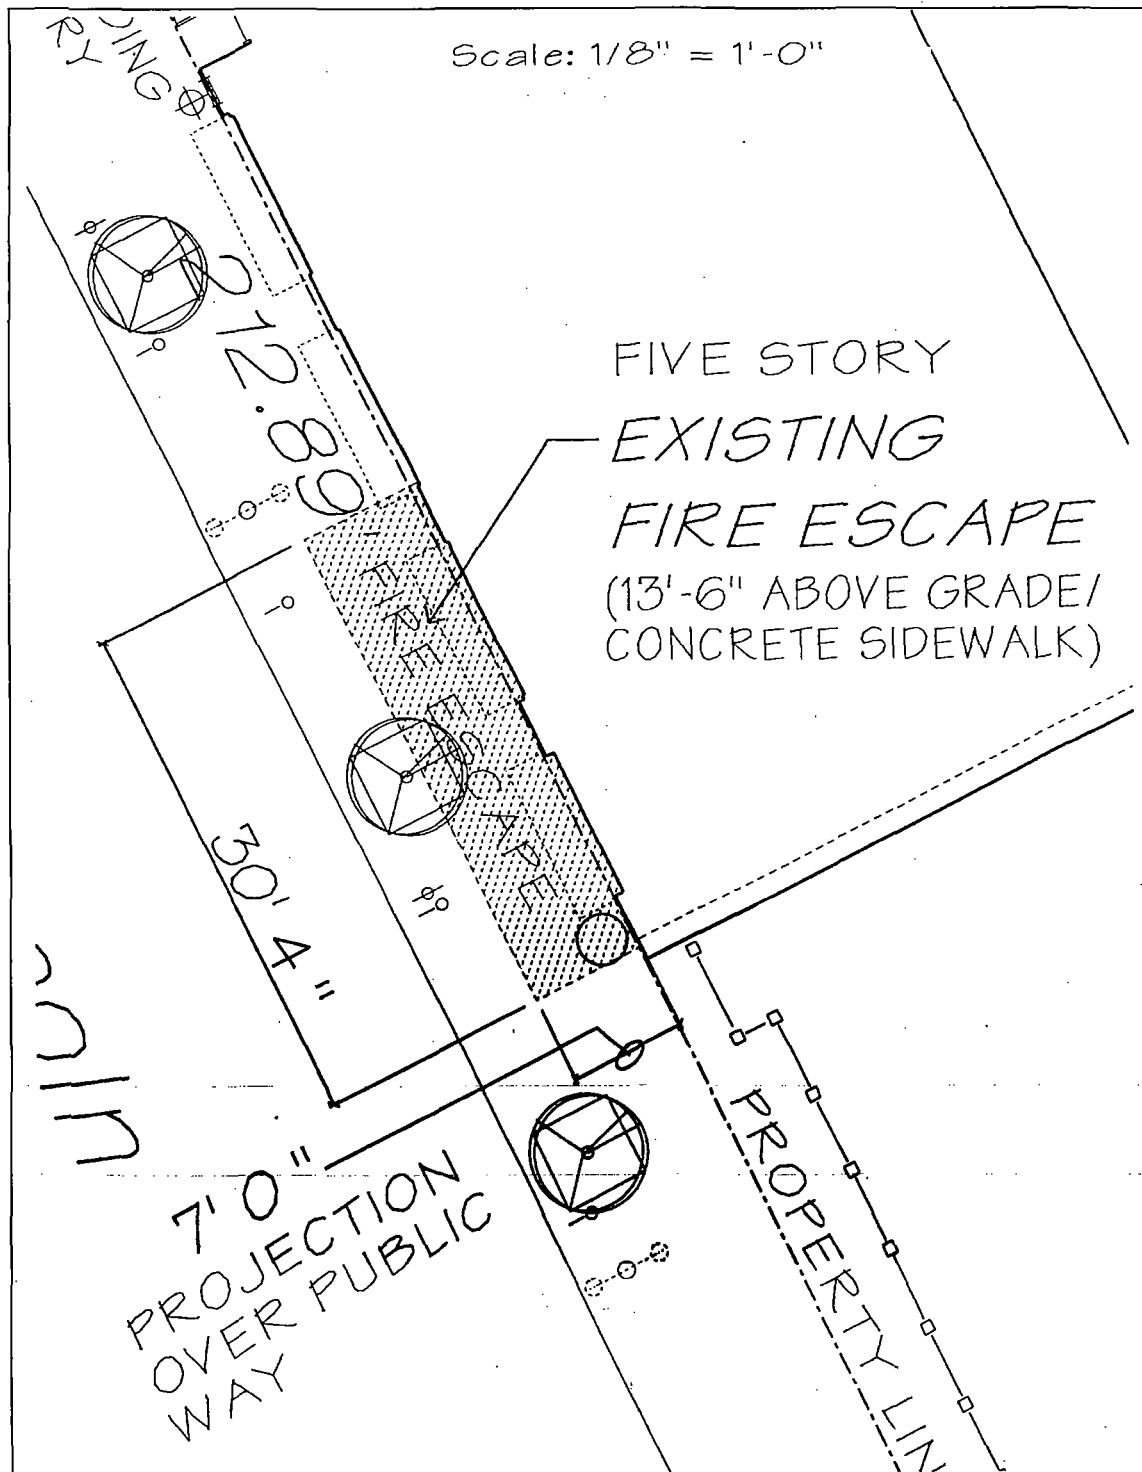 Scale: 1/8" = 1'-0"
212.89'
FIVE STORY
EXISTING
FIRE ESCAPE
(13'-6" ABOVE GRADE/
CONCRETE SIDEWALK)
FIRE ESCAPE
30' 4"
7' 0"
PROJECTION
OVER PUBLIC
WAY
PROPERTY LIN